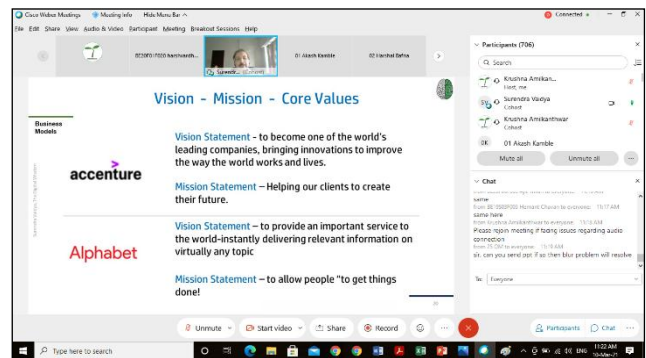 Cisco Webex Meetings
Meeting Info
Hide Menu Bar
Connected
File Edit Share View Audio & Video Participant Meeting Breakout Sessions Help
01 Akash Kamble
02 Harshal Bafna
Vision - Mission - Core Values
Business
Models
accenture
Vision Statement - to become one of the world's
leading companies, bringing innovations to improve
the way the world works and lives.
Mission Statement – Helping our clients to create
their future.
Alphabet
Vision Statement – to provide an important service to
the world-instantly delivering relevant information on
virtually any topic
Mission Statement – to allow people "to get things
done!
Participants (706)
Search
Krushna Amikan...
Host, me
Surendra Vaidya
Cohost
Krushna Amikanthwar
Cohost
01 Akash Kamble
Mute all
Unmute all
Chat
same
same here
Please rejoin meeting if facing issues regarding audio
connection
sir. can you send ppt if so then blur problem will resolve
To: Everyone
Unmute
Start video
Share
Record
Participants
Chat
Type here to search
ENG
11:22 AM
10-Mar-21